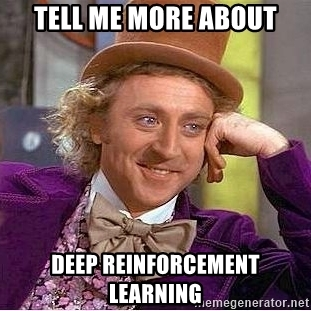 TELL ME MORE ABOUT
DEEP REINFORCEMENT
LEARNING
memegenerator.net